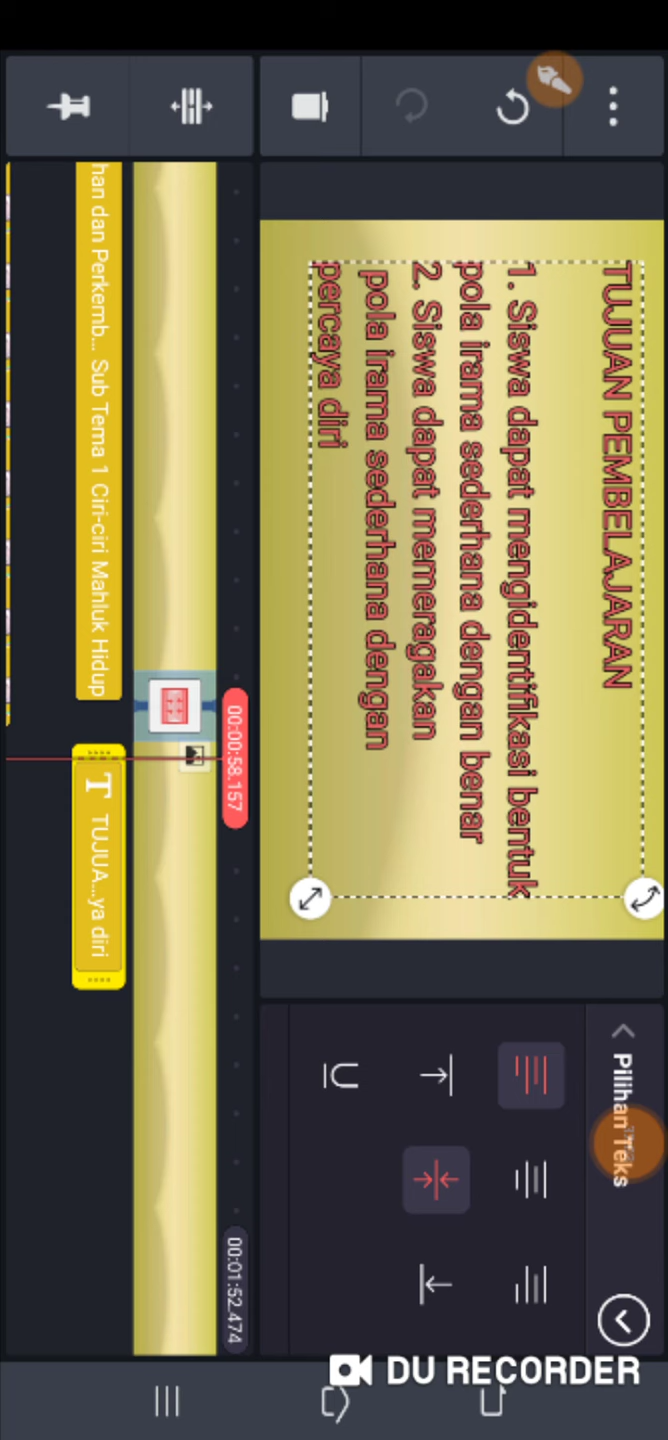 TUJUAN PEMBELAJARAN
1. Siswa dapat mengidentifikasi bentuk
pola irama sederhana dengan benar
2. Siswa dapat memeragakan
pola irama sederhana dengan
percaya diri
Pilihan Teks
00:00:58.157
00:01:52.474
han dan Perkemb... Sub Tema 1 Ciri-ciri Mahluk Hidup
T TUJUA...ya diri
DU RECORDER